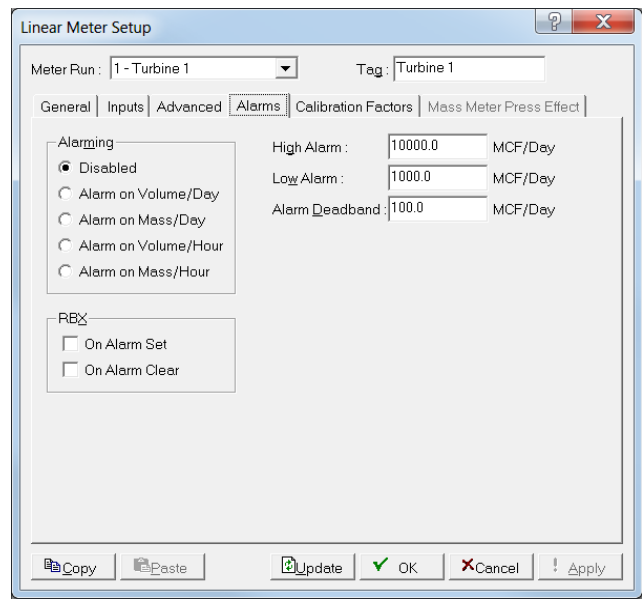 Linear Meter Setup
Meter Run : 1 - Turbine 1 Tag : Turbine 1
General Inputs Advanced Alarms Calibration Factors Mass Meter Press Effect
Alarming
Disabled
Alarm on Volume/Day
Alarm on Mass/Day
Alarm on Volume/Hour
Alarm on Mass/Hour
High Alarm : 10000.0 MCF/Day
Low Alarm : 1000.0 MCF/Day
Alarm Deadband : 100.0 MCF/Day
RBX
On Alarm Set
On Alarm Clear
Copy Paste Update OK Cancel ! Apply